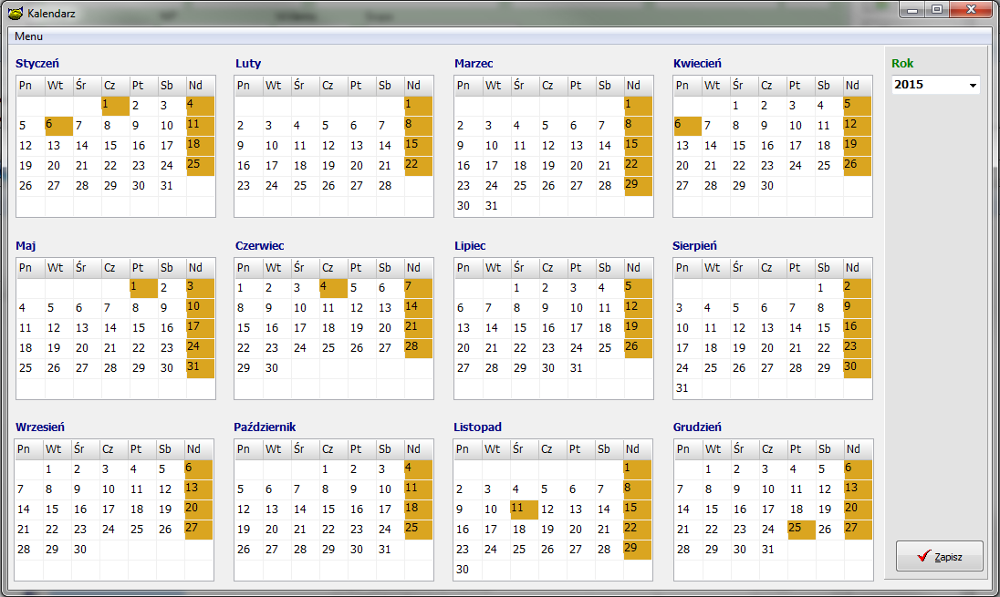 Kalendarz
Menu
Styczeń Luty Marzec Kwiecień Rok
Pn Wt Śr Cz Pt Sb Nd Pn Wt Śr Cz Pt Sb Nd Pn Wt Śr Cz Pt Sb Nd Pn Wt Śr Cz Pt Sb Nd 2015
1 2 3 4 1 1 1 2 3 4 5
5 6 7 8 9 10 11 2 3 4 5 6 7 8 2 3 4 5 6 7 8 6 7 8 9 10 11 12
12 13 14 15 16 17 18 9 10 11 12 13 14 15 9 10 11 12 13 14 15 13 14 15 16 17 18 19
19 20 21 22 23 24 25 16 17 18 19 20 21 22 16 17 18 19 20 21 22 20 21 22 23 24 25 26
26 27 28 29 30 31 23 24 25 26 27 28 23 24 25 26 27 28 29 27 28 29 30
30 31
Maj Czerwiec Lipiec Sierpień
Pn Wt Śr Cz Pt Sb Nd Pn Wt Śr Cz Pt Sb Nd Pn Wt Śr Cz Pt Sb Nd Pn Wt Śr Cz Pt Sb Nd
1 2 3 1 2 3 4 5 6 7 1 2 3 4 5 1 2
4 5 6 7 8 9 10 8 9 10 11 12 13 14 6 7 8 9 10 11 12 3 4 5 6 7 8 9
11 12 13 14 15 16 17 15 16 17 18 19 20 21 13 14 15 16 17 18 19 10 11 12 13 14 15 16
18 19 20 21 22 23 24 22 23 24 25 26 27 28 20 21 22 23 24 25 26 17 18 19 20 21 22 23
25 26 27 28 29 30 31 29 30 27 28 29 30 31 24 25 26 27 28 29 30
31
Wrzesień Październik Listopad Grudzień
Pn Wt Śr Cz Pt Sb Nd Pn Wt Śr Cz Pt Sb Nd Pn Wt Śr Cz Pt Sb Nd Pn Wt Śr Cz Pt Sb Nd
1 2 3 4 5 6 1 2 3 4 1 1 2 3 4 5 6
7 8 9 10 11 12 13 5 6 7 8 9 10 11 2 3 4 5 6 7 8 7 8 9 10 11 12 13
14 15 16 17 18 19 20 12 13 14 15 16 17 18 9 10 11 12 13 14 15 14 15 16 17 18 19 20
21 22 23 24 25 26 27 19 20 21 22 23 24 25 16 17 18 19 20 21 22 21 22 23 24 25 26 27
28 29 30 26 27 28 29 30 31 23 24 25 26 27 28 29 28 29 30 31
30
Zapisz